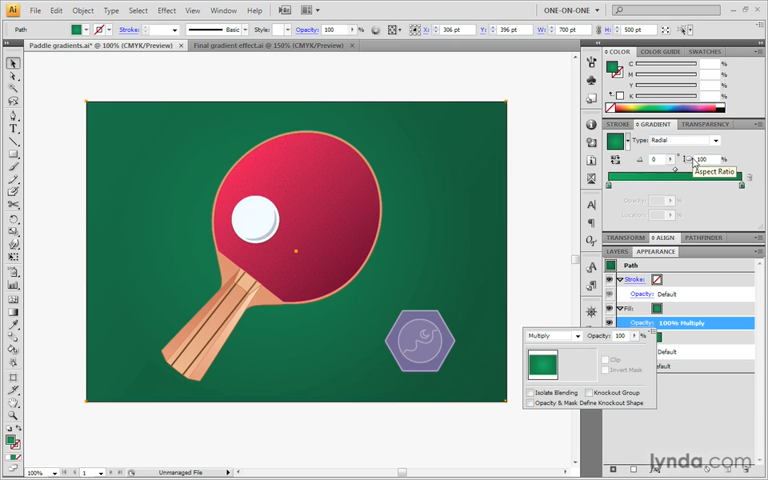 Ai File Edit Object Type Select Effect View Window Help Br ONE-ON-ONE
Path Stroke: Basic Style: Opacity: 100 % X: 306 pt Y: 396 pt W: 700 pt H: 500 pt
Paddle gradients.ai* @ 100% (CMYK/Preview) × Final gradient effect.ai @ 150% (CMYK/Preview) ×
COLOR COLOR GUIDE SWATCHES
C %
M %
Y %
K %
STROKE GRADIENT TRANSPARENCY
Type: Radial
0 ° 100 %
Aspect Ratio
Opacity: %
Location: %
TRANSFORM ALIGN PATHFINDER
LAYERS APPEARANCE
Path
Stroke:
Opacity: Default
Fill:
Opacity: 100% Multiply
Multiply Opacity: 100 %
Default
Clip
Invert Mask
Isolate Blending Knockout Group
Opacity & Mask Define Knockout Shape
100% 1 Unmanaged File
lynda.com